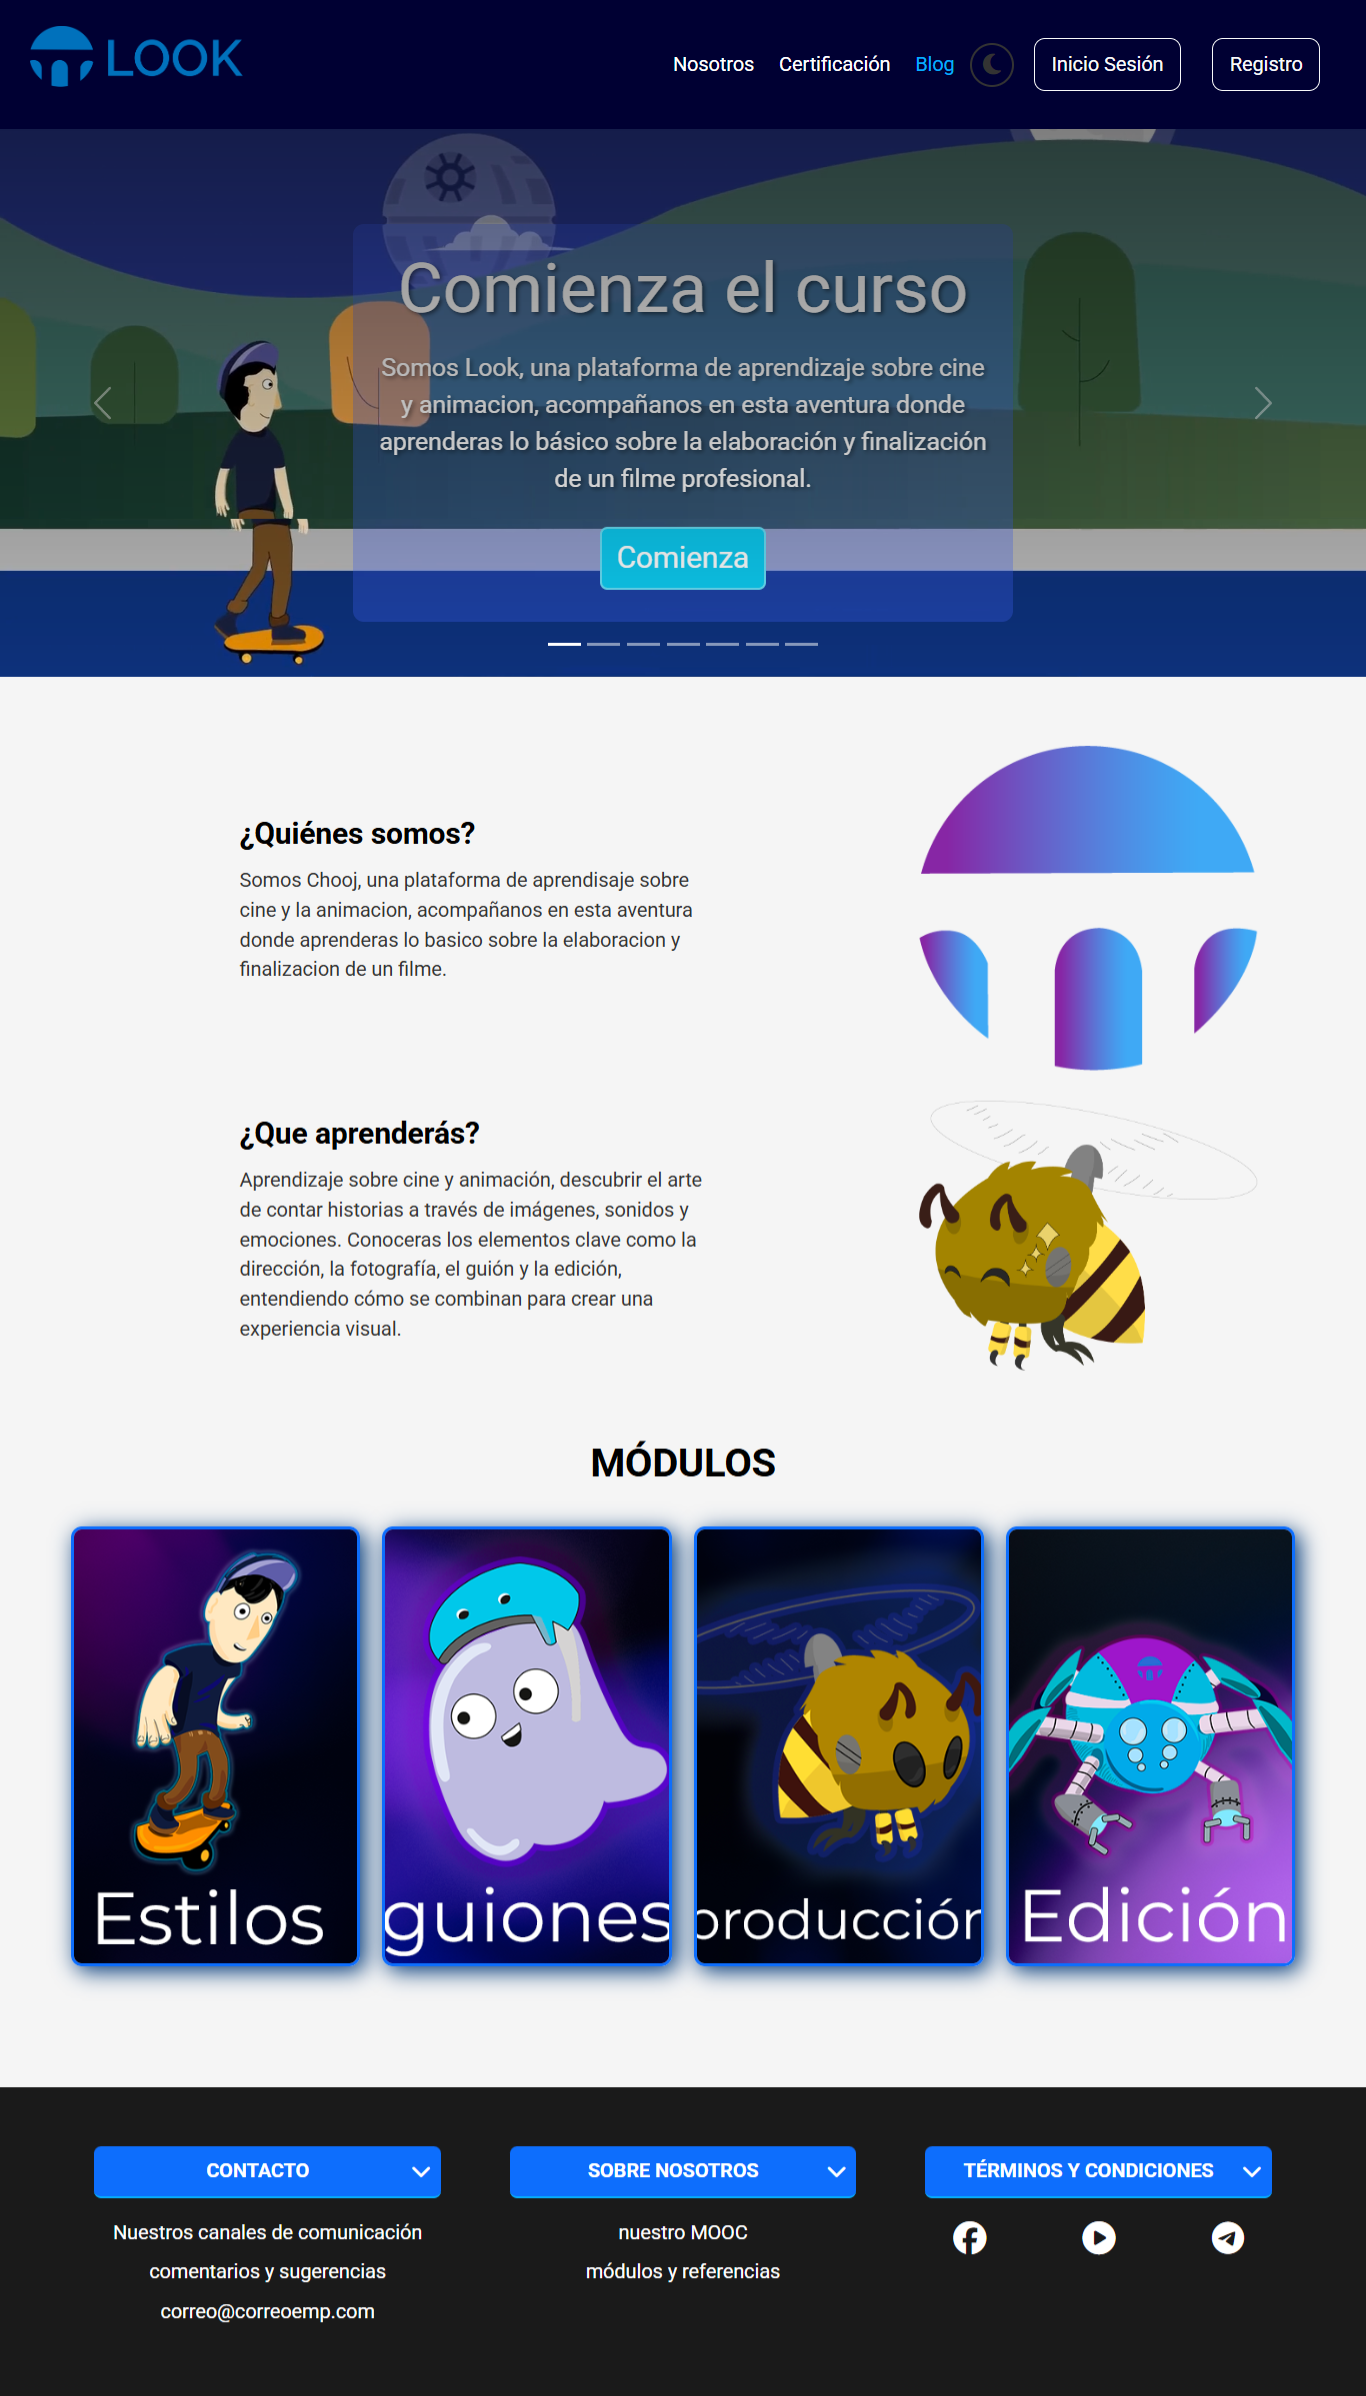 LOOK
Nosotros
Certificación
Blog
Inicio Sesión
Registro
Comienza el curso
Somos Look, una plataforma de aprendizaje sobre cine
y animacion, acompañanos en esta aventura donde
aprenderas lo básico sobre la elaboración y finalización
de un filme profesional.
Comienza
¿Quiénes somos?
Somos Chooj, una plataforma de aprendisaje sobre
cine y la animacion, acompañanos en esta aventura
donde aprenderas lo basico sobre la elaboracion y
finalizacion de un filme.
¿Que aprenderás?
Aprendizaje sobre cine y animación, descubrir el arte
de contar historias a través de imágenes, sonidos y
emociones. Conoceras los elementos clave como la
dirección, la fotografía, el guión y la edición,
entendiendo cómo se combinan para crear una
experiencia visual.
MÓDULOS
Estilos
guiones
producción
Edición
CONTACTO
Nuestros canales de comunicación
comentarios y sugerencias
correo@correoemp.com
SOBRE NOSOTROS
nuestro MOOC
módulos y referencias
TÉRMINOS Y CONDICIONES